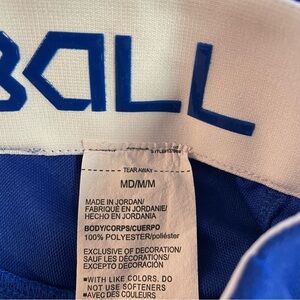 BALL
TEAR AWAY
MD/M/M
MADE IN JORDAN/
FABRIQUÉ EN JORDANIE/
HECHO EN JORDANIA
BODY/CORPS/CUERPO
100% POLYESTER/poliéster
EXCLUSIVE OF DECORATION/
SAUF LES DÉCORATIONS/
EXCEPTO DECORACIÓN
■WITH LIKE COLORS. DO
NOT USE SOFTENERS
■AVEC DES COULEURS